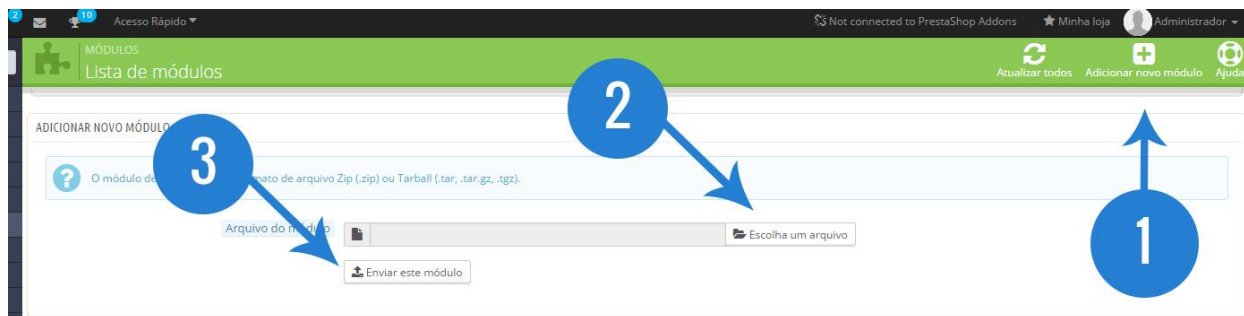 2
10
Acesso Rápido
Not connected to PrestaShop Addons
Minha loja
Administrador
MÓDULOS
Lista de módulos
Atualizar todos
Adicionar novo módulo
Ajuda
ADICIONAR NOVO MÓDULO
2
3
O módulo de
de arquivo Zip (.zip) ou Tarball (.tar, .tar.gz, .tgz).
1
Arquivo do módulo
Escolha um arquivo
Enviar este módulo